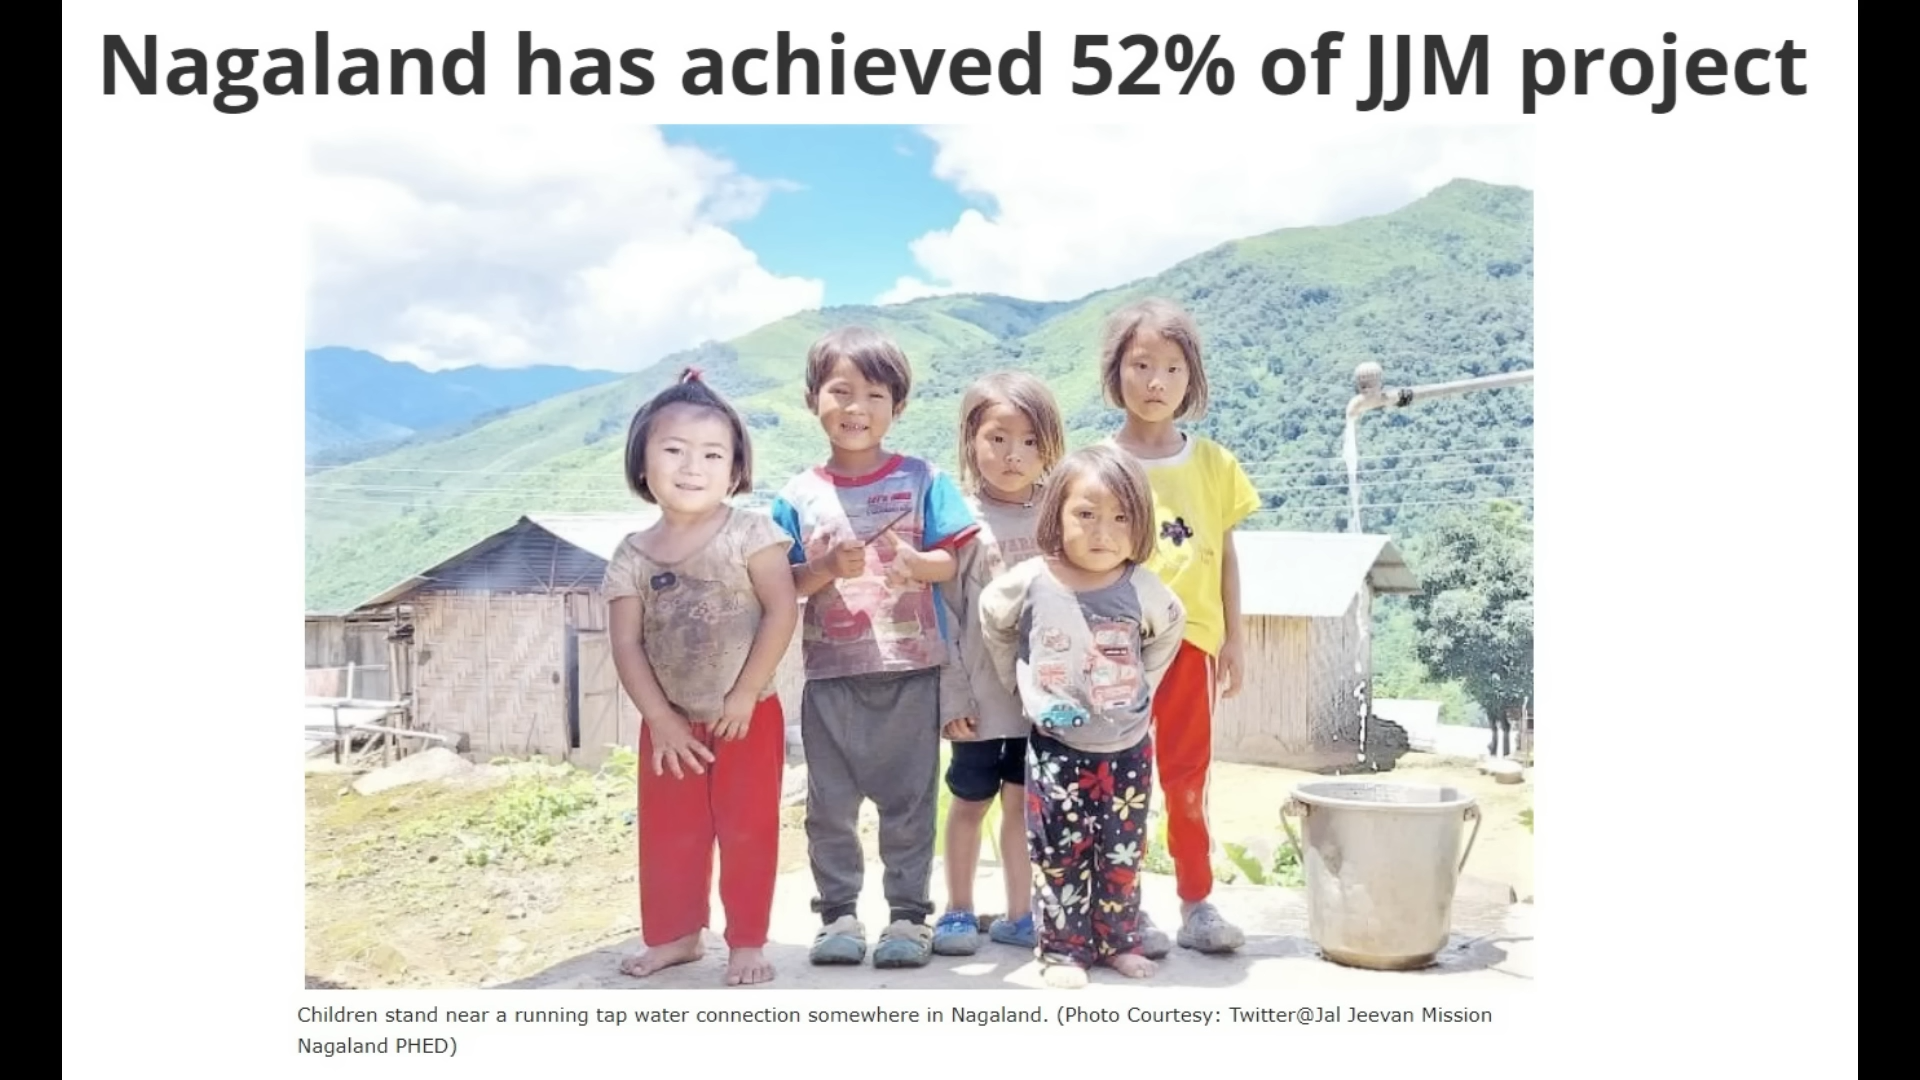 Nagaland has achieved 52% of JJM project
Children stand near a running tap water connection somewhere in Nagaland. (Photo Courtesy: Twitter@Jal Jeevan Mission
Nagaland PHED)